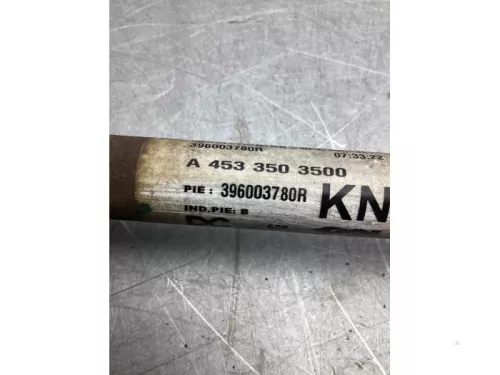 396003780R 07:33:22
A 453 350 3500
PIE : 396003780R KN
IND.PIE: B